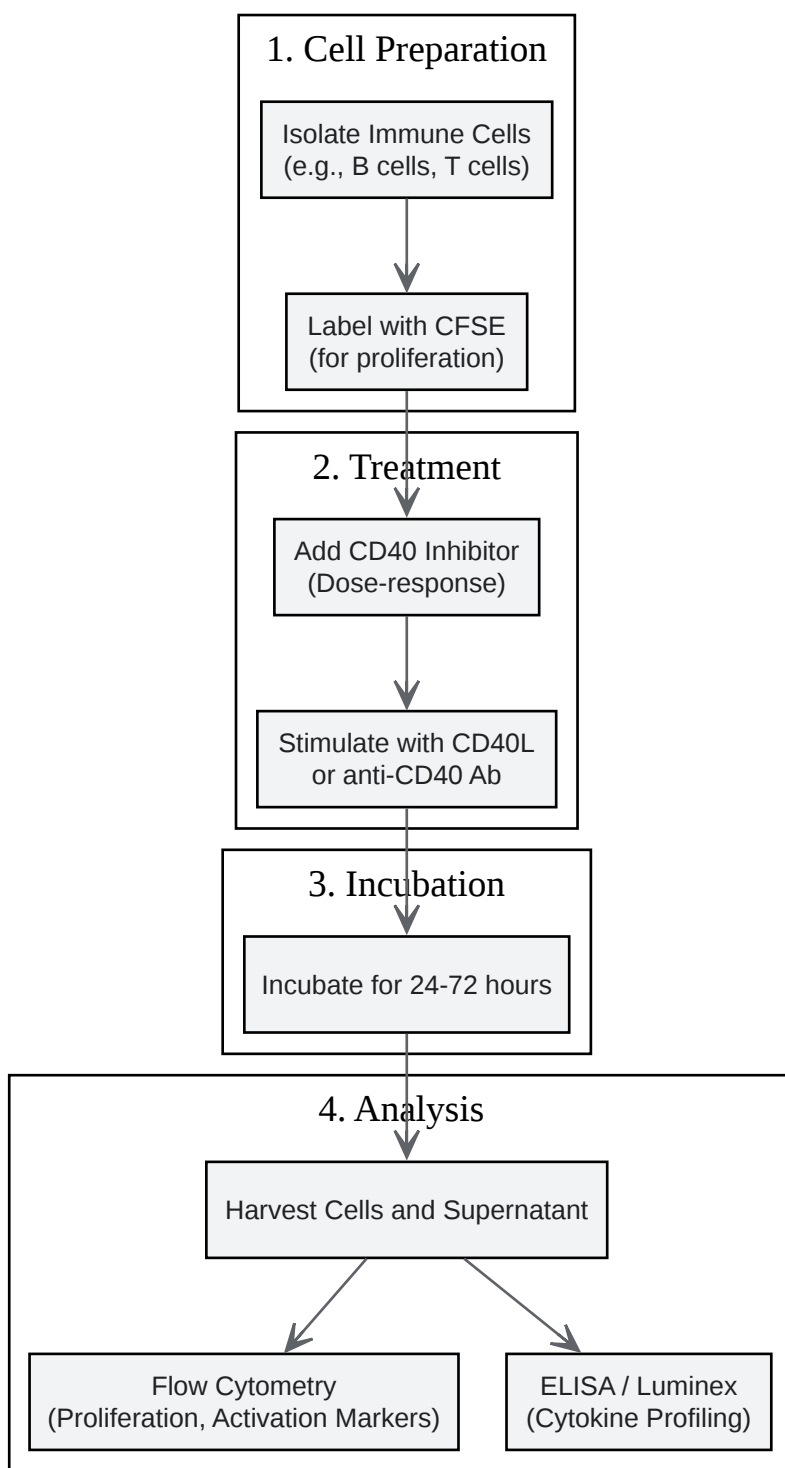 1. Cell Preparation
Isolate Immune Cells
(e.g., B cells, T cells)
Label with CFSE
(for proliferation)
2. Treatment
Add CD40 Inhibitor
(Dose-response)
Stimulate with CD40L
or anti-CD40 Ab
3. Incubation
Incubate for 24-72 hours
4. Analysis
Harvest Cells and Supernatant
Flow Cytometry
(Proliferation, Activation Markers)
ELISA / Luminex
(Cytokine Profiling)